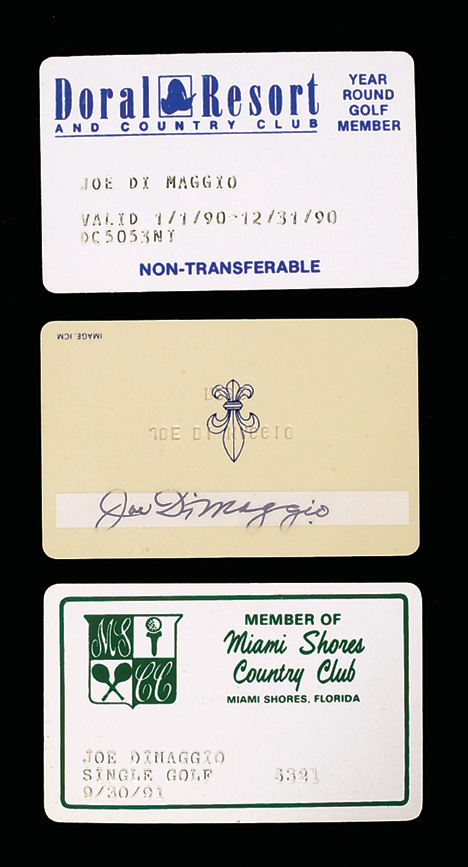 Doral Resort
AND COUNTRY CLUB
YEAR
ROUND
GOLF
MEMBER
JOE DI MAGGIO
VALID 1/1/90-12/31/90
DC5053NT
NON-TRANSFERABLE
IMAGE.ICM
JOE DI
Joe DiMaggio
MS
CC
MEMBER OF
Miami Shores
Country Club
MIAMI SHORES, FLORIDA
JOE DIMAGGIO
SINGLE GOLF 5321
9/30/91